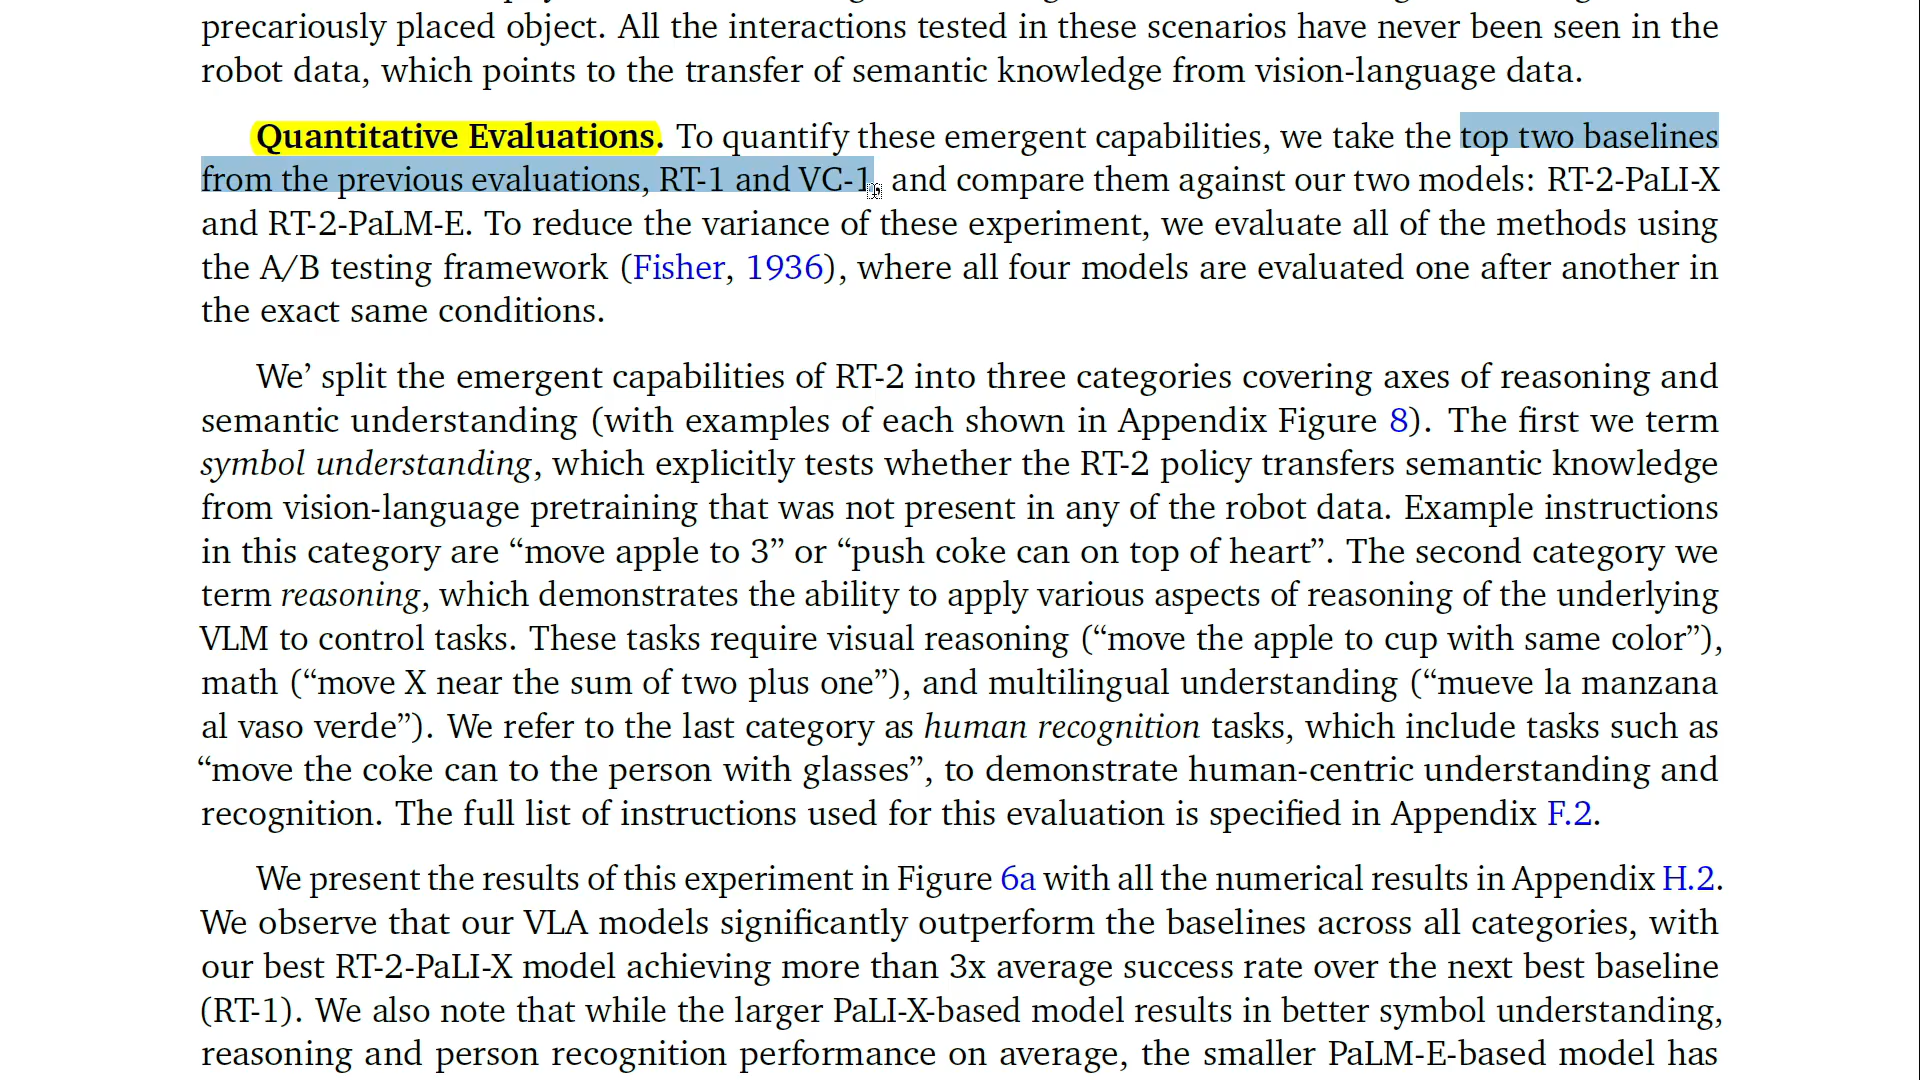 precariously placed object. All the interactions tested in these scenarios have never been seen in the
robot data, which points to the transfer of semantic knowledge from vision-language data.
Quantitative Evaluations. To quantify these emergent capabilities, we take the top two baselines
from the previous evaluations, RT-1 and VC-1, and compare them against our two models: RT-2-PaLI-X
and RT-2-PaLM-E. To reduce the variance of these experiment, we evaluate all of the methods using
the A/B testing framework (Fisher, 1936), where all four models are evaluated one after another in
the exact same conditions.
We’ split the emergent capabilities of RT-2 into three categories covering axes of reasoning and
semantic understanding (with examples of each shown in Appendix Figure 8). The first we term
symbol understanding, which explicitly tests whether the RT-2 policy transfers semantic knowledge
from vision-language pretraining that was not present in any of the robot data. Example instructions
in this category are “move apple to 3” or “push coke can on top of heart”. The second category we
term reasoning, which demonstrates the ability to apply various aspects of reasoning of the underlying
VLM to control tasks. These tasks require visual reasoning (“move the apple to cup with same color”),
math (“move X near the sum of two plus one”), and multilingual understanding (“mueve la manzana
al vaso verde”). We refer to the last category as human recognition tasks, which include tasks such as
“move the coke can to the person with glasses”, to demonstrate human-centric understanding and
recognition. The full list of instructions used for this evaluation is specified in Appendix F.2.
We present the results of this experiment in Figure 6a with all the numerical results in Appendix H.2.
We observe that our VLA models significantly outperform the baselines across all categories, with
our best RT-2-PaLI-X model achieving more than 3x average success rate over the next best baseline
(RT-1). We also note that while the larger PaLI-X-based model results in better symbol understanding,
reasoning and person recognition performance on average, the smaller PaLM-E-based model has